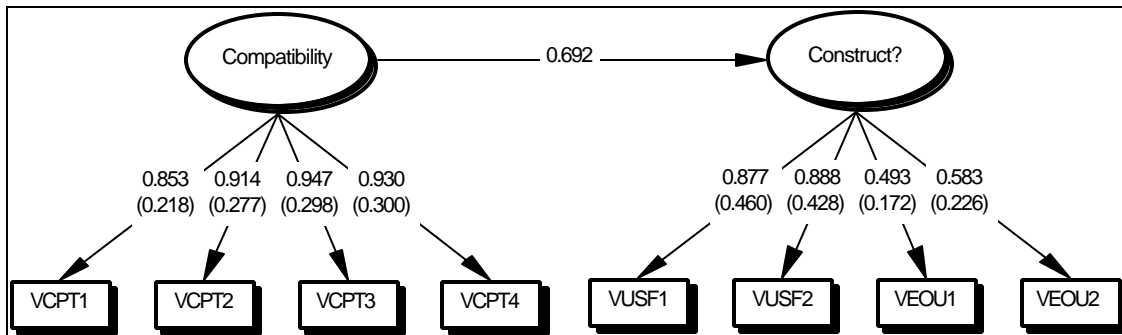 Compatibility 0.692 Construct?
0.853 0.914 0.947 0.930 0.877 0.888 0.493 0.583
(0.218) (0.277) (0.298) (0.300) (0.460) (0.428) (0.172) (0.226)
VCPT1 VCPT2 VCPT3 VCPT4 VUSF1 VUSF2 VEOU1 VEOU2